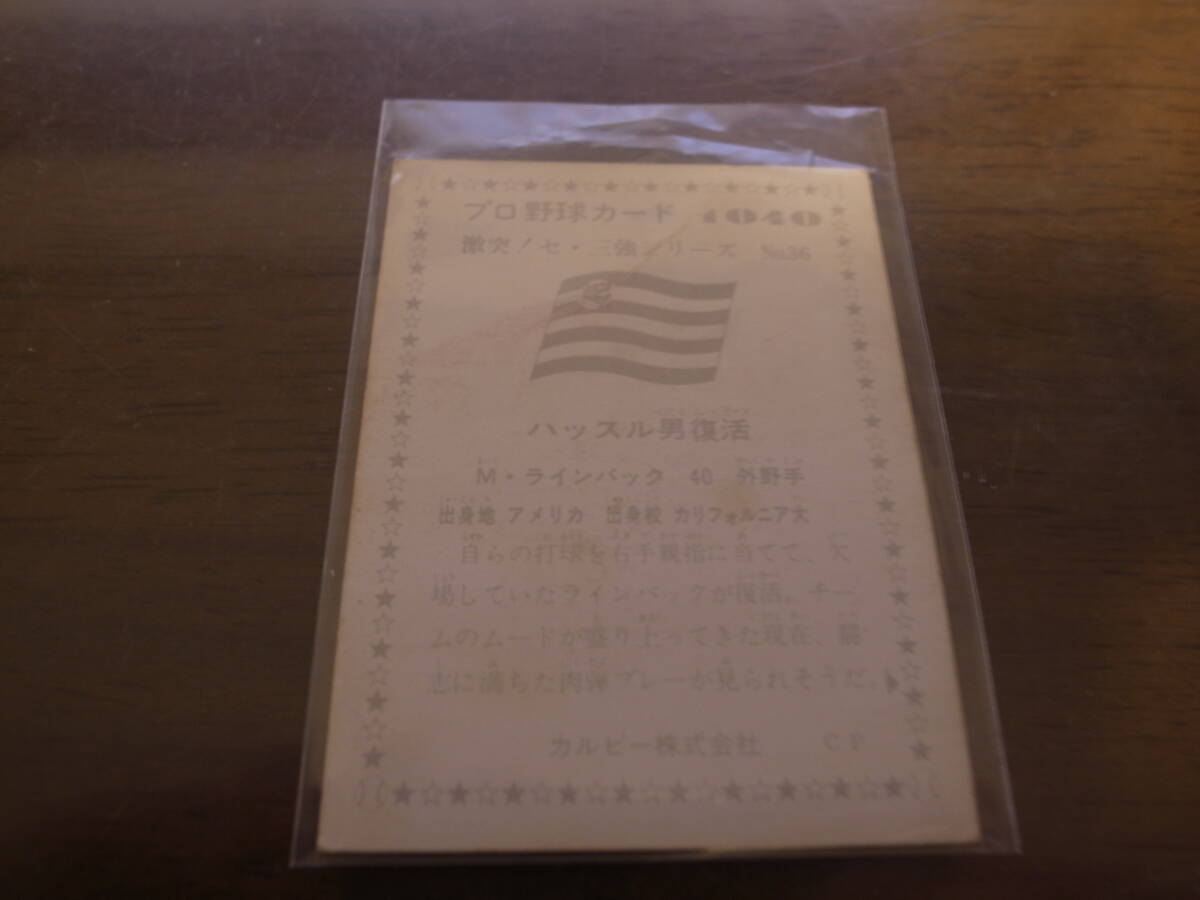 プロ野球カード 1040
激突!セ・三強シリーズ No36
ハッスル男復活
M・ラインバック 40 外野手
出身地 アメリカ 出身校 カリフォルニア大
自らの打球を右手親指に当てて、欠
場していたラインバックが復活。チー
ムのムードが盛り上ってきた現在、闘
志に満ちた肉弾プレーが見られそうだ。
カルビー株式会社 CP